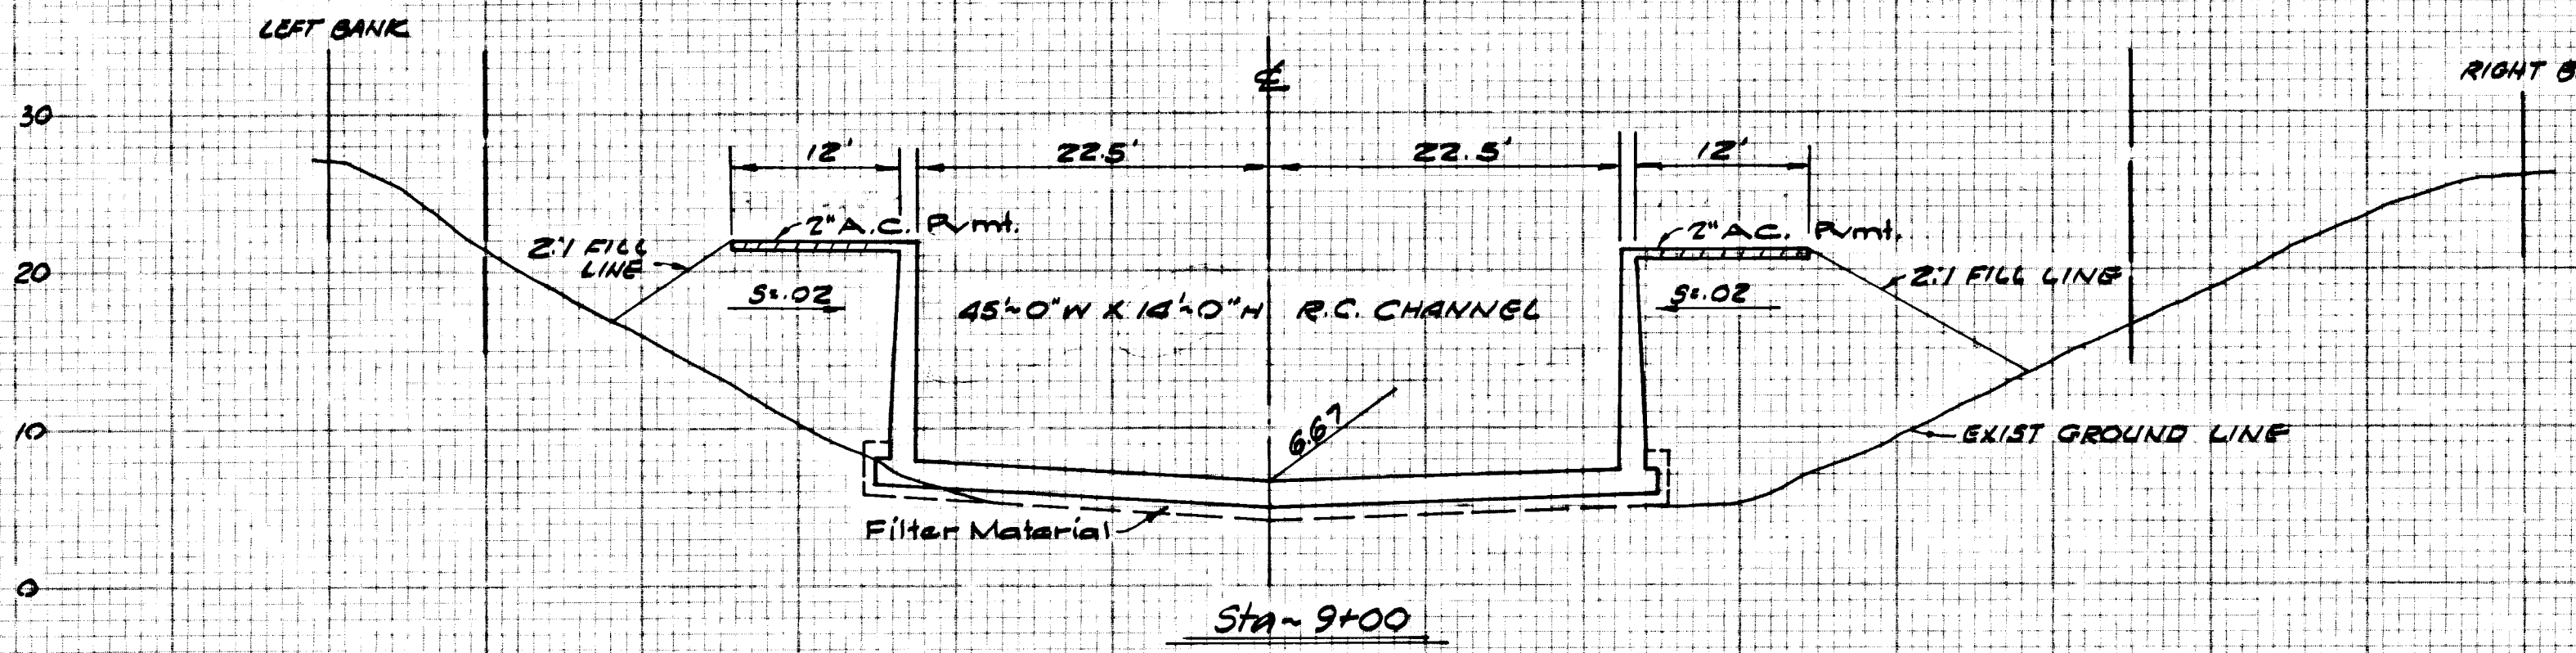 LEFT BANK
RIGHT B
℄
30
12'
22.5'
22.5'
12'
2" A.C. Pvmt.
2" A.C. Pvmt.
2:1 FILL
LINE
20
2:1 FILL LINE
S=.02
S=.02
45'~0" W X 14'~0" H R.C. CHANNEL
6.67
10
EXIST GROUND LINE
Filter Material
0
Sta~ 9+00